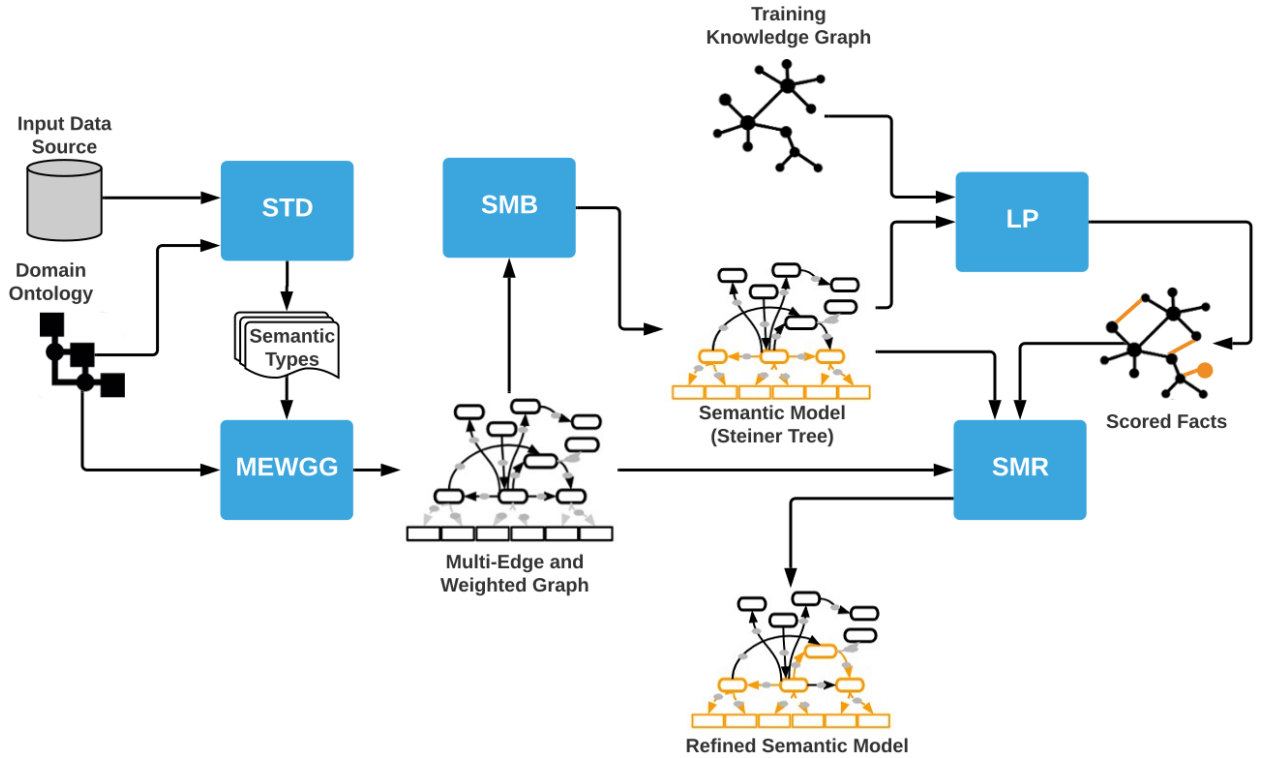 Training
Knowledge Graph
Input Data
Source
STD
SMB
LP
Domain
Ontology
Semantic
Types
Semantic Model
(Steiner Tree)
Scored Facts
MEWGG
SMR
Multi-Edge and
Weighted Graph
Refined Semantic Model